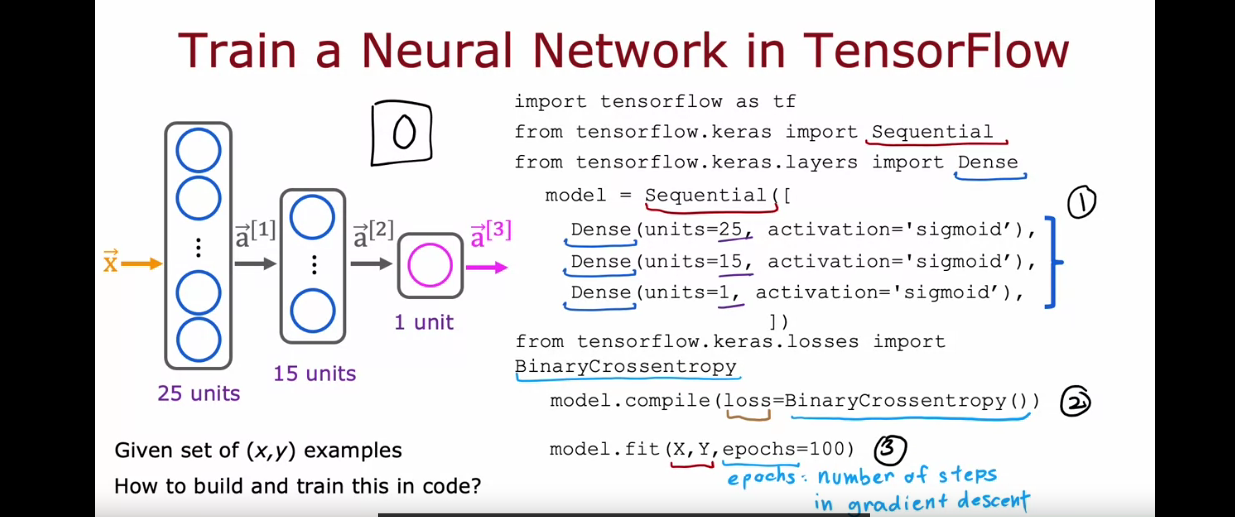 Train a Neural Network in TensorFlow
0
x⃗
a⃗[1]
a⃗[2]
a⃗[3]
25 units
15 units
1 unit
Given set of (x,y) examples
How to build and train this in code?
import tensorflow as tf
from tensorflow.keras import Sequential
from tensorflow.keras.layers import Dense
model = Sequential([
Dense(units=25, activation='sigmoid’),
Dense(units=15, activation='sigmoid’),
Dense(units=1, activation='sigmoid’),
])
①
from tensorflow.keras.losses import
BinaryCrossentropy
model.compile(loss=BinaryCrossentropy()) ②
model.fit(X,Y,epochs=100) ③
epochs: number of steps
in gradient descent